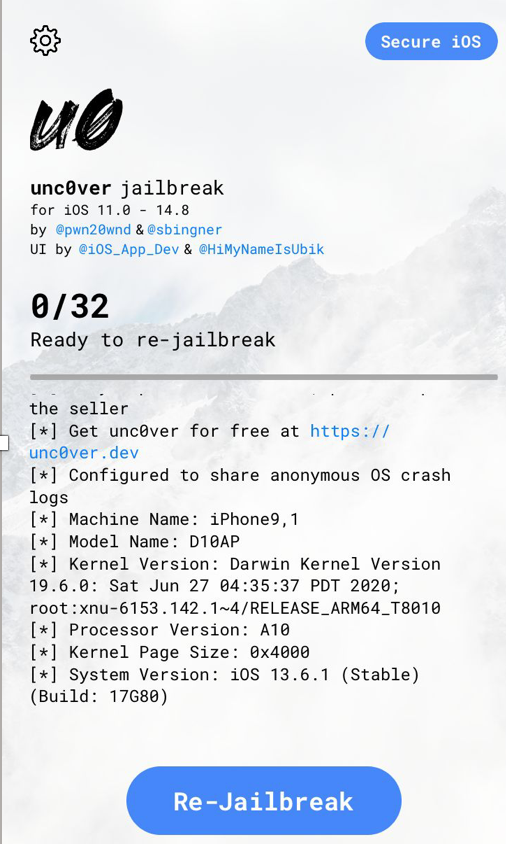 Secure iOS
u0
unc0ver jailbreak
for iOS 11.0 - 14.8
by @pwn20wnd & @sbingner
UI by @iOS_App_Dev & @HiMyNameIsUbik
0/32
Ready to re-jailbreak
the seller
[*] Get unc0ver for free at https://
unc0ver.dev
[*] Configured to share anonymous OS crash
logs
[*] Machine Name: iPhone9,1
[*] Model Name: D10AP
[*] Kernel Version: Darwin Kernel Version
19.6.0: Sat Jun 27 04:35:37 PDT 2020;
root:xnu-6153.142.1~4/RELEASE_ARM64_T8010
[*] Processor Version: A10
[*] Kernel Page Size: 0x4000
[*] System Version: iOS 13.6.1 (Stable)
(Build: 17G80)
Re-Jailbreak